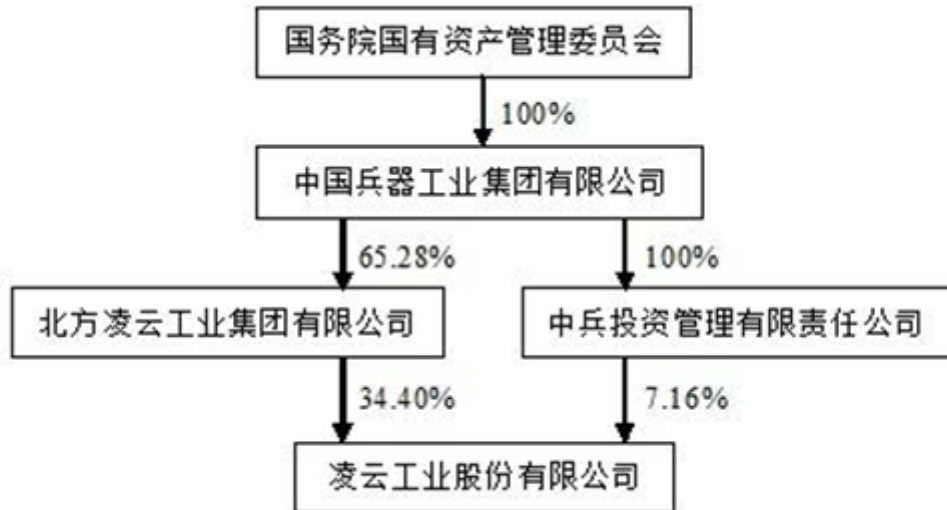 国务院国有资产管理委员会
100%
中国兵器工业集团有限公司
65.28%
100%
北方凌云工业集团有限公司
中兵投资管理有限责任公司
34.40%
7.16%
凌云工业股份有限公司